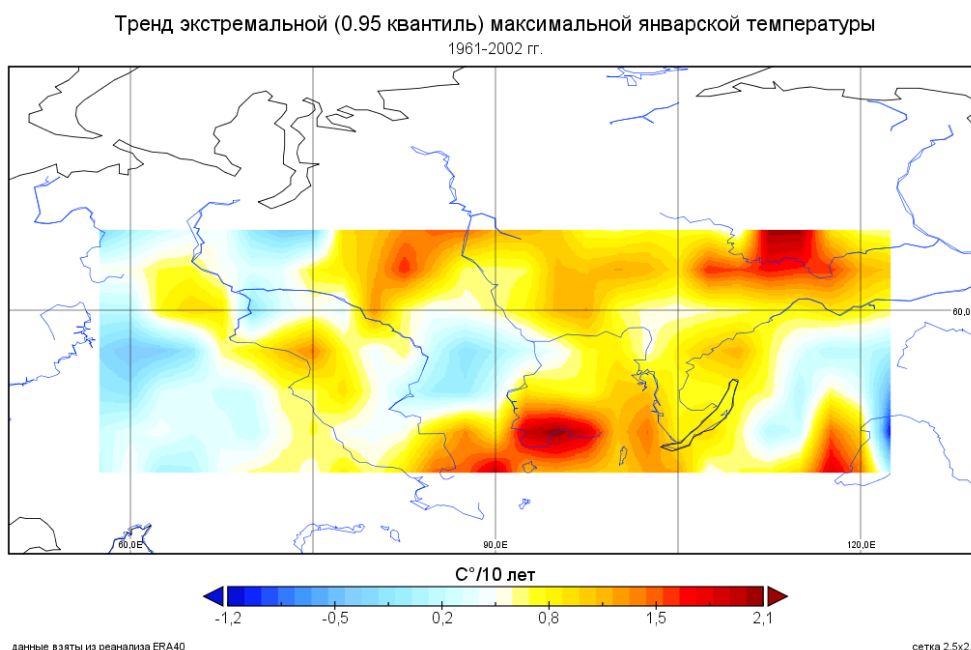 Тренд экстремальной (0.95 квантиль) максимальной январской температуры
1961-2002 гг.
60,0
60,0E 90,0E 120,0E
C°/10 лет
-1,2 -0,5 0,2 0,8 1,5 2,1
данные взяты из реанализа ERA40
сетка 2,5x2